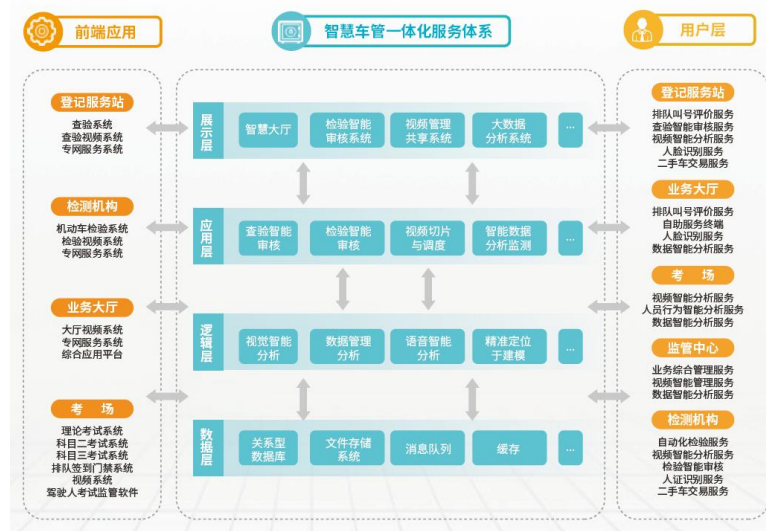 前端应用
智慧车管一体化服务体系
用户层
登记服务站
查验系统
查验视频系统
专网服务系统
检测机构
机动车检验系统
检验视频系统
专网服务系统
业务大厅
大厅视频系统
专网服务系统
综合应用平台
考 场
理论考试系统
科目二考试系统
科目三考试系统
排队签到门禁系统
视频系统
驾驶人考试监管软件
展示层
智慧大厅
检验智能
审核系统
视频管理
共享系统
大数据
分析系统
...
应用层
查验智能
审核
检验智能
审核
视频切片
与调度
智能数据
分析监测
...
逻辑层
视觉智能
分析
数据管理
分析
语音智能
分析
精准定位
于建模
...
数据层
关系型
数据库
文件存储
系统
消息队列
缓存
...
登记服务站
排队叫号评价服务
查验智能审核服务
视频智能分析服务
人脸识别服务
二手车交易服务
业务大厅
排队叫号评价服务
自助服务终端
人脸识别服务
数据智能分析服务
考 场
视频智能分析服务
人员行为智能分析服务
数据智能分析服务
监管中心
业务综合管理服务
视频智能管理服务
数据智能分析服务
检测机构
自动化检验服务
视频智能分析服务
检验智能审核
人证识别服务
二手车交易服务